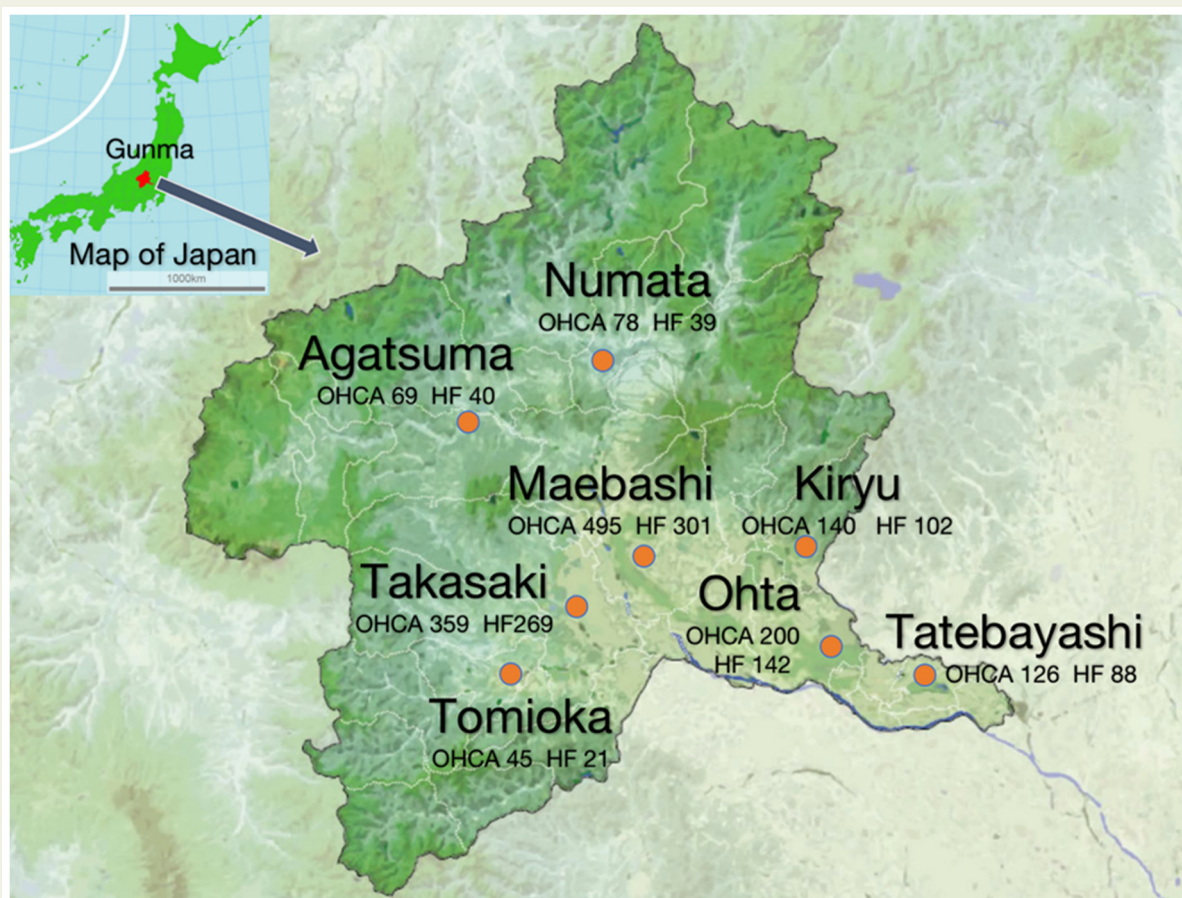 Gunma
Map of Japan
1000km
Numata
OHCA 78 HF 39
Agatsuma
OHCA 69 HF 40
Maebashi
OHCA 495 HF 301
Kiryu
OHCA 140 HF 102
Takasaki
OHCA 359 HF269
Ohta
OHCA 200
HF 142
Tatebayashi
OHCA 126 HF 88
Tomioka
OHCA 45 HF 21